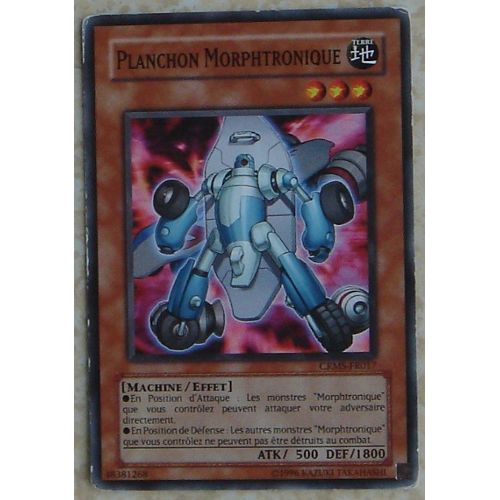 PLANCHON MORPHTRONIQUE
TERRE
地
CRMS-FR017
[MACHINE / EFFET]
●En Position d'Attaque : Les monstres "Morphtronique"
que vous contrôlez peuvent attaquer votre adversaire
directement.
●En Position de Défense : Les autres monstres "Morphtronique"
que vous contrôlez ne peuvent pas être détruits au combat.
ATK/ 500 DEF/1800
18381268
©1996 KAZUKI TAKAHASHI